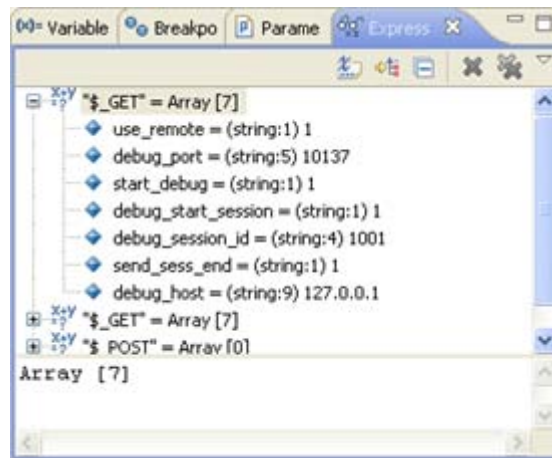 (x)= Variable Breakpo Parame Express
"$_GET" = Array [7]
use_remote = (string:1) 1
debug_port = (string:5) 10137
start_debug = (string:1) 1
debug_start_session = (string:1) 1
debug_session_id = (string:4) 1001
send_sess_end = (string:1) 1
debug_host = (string:9) 127.0.0.1
"$_GET" = Array [7]
"$_POST" = Array [0]
Array [7]